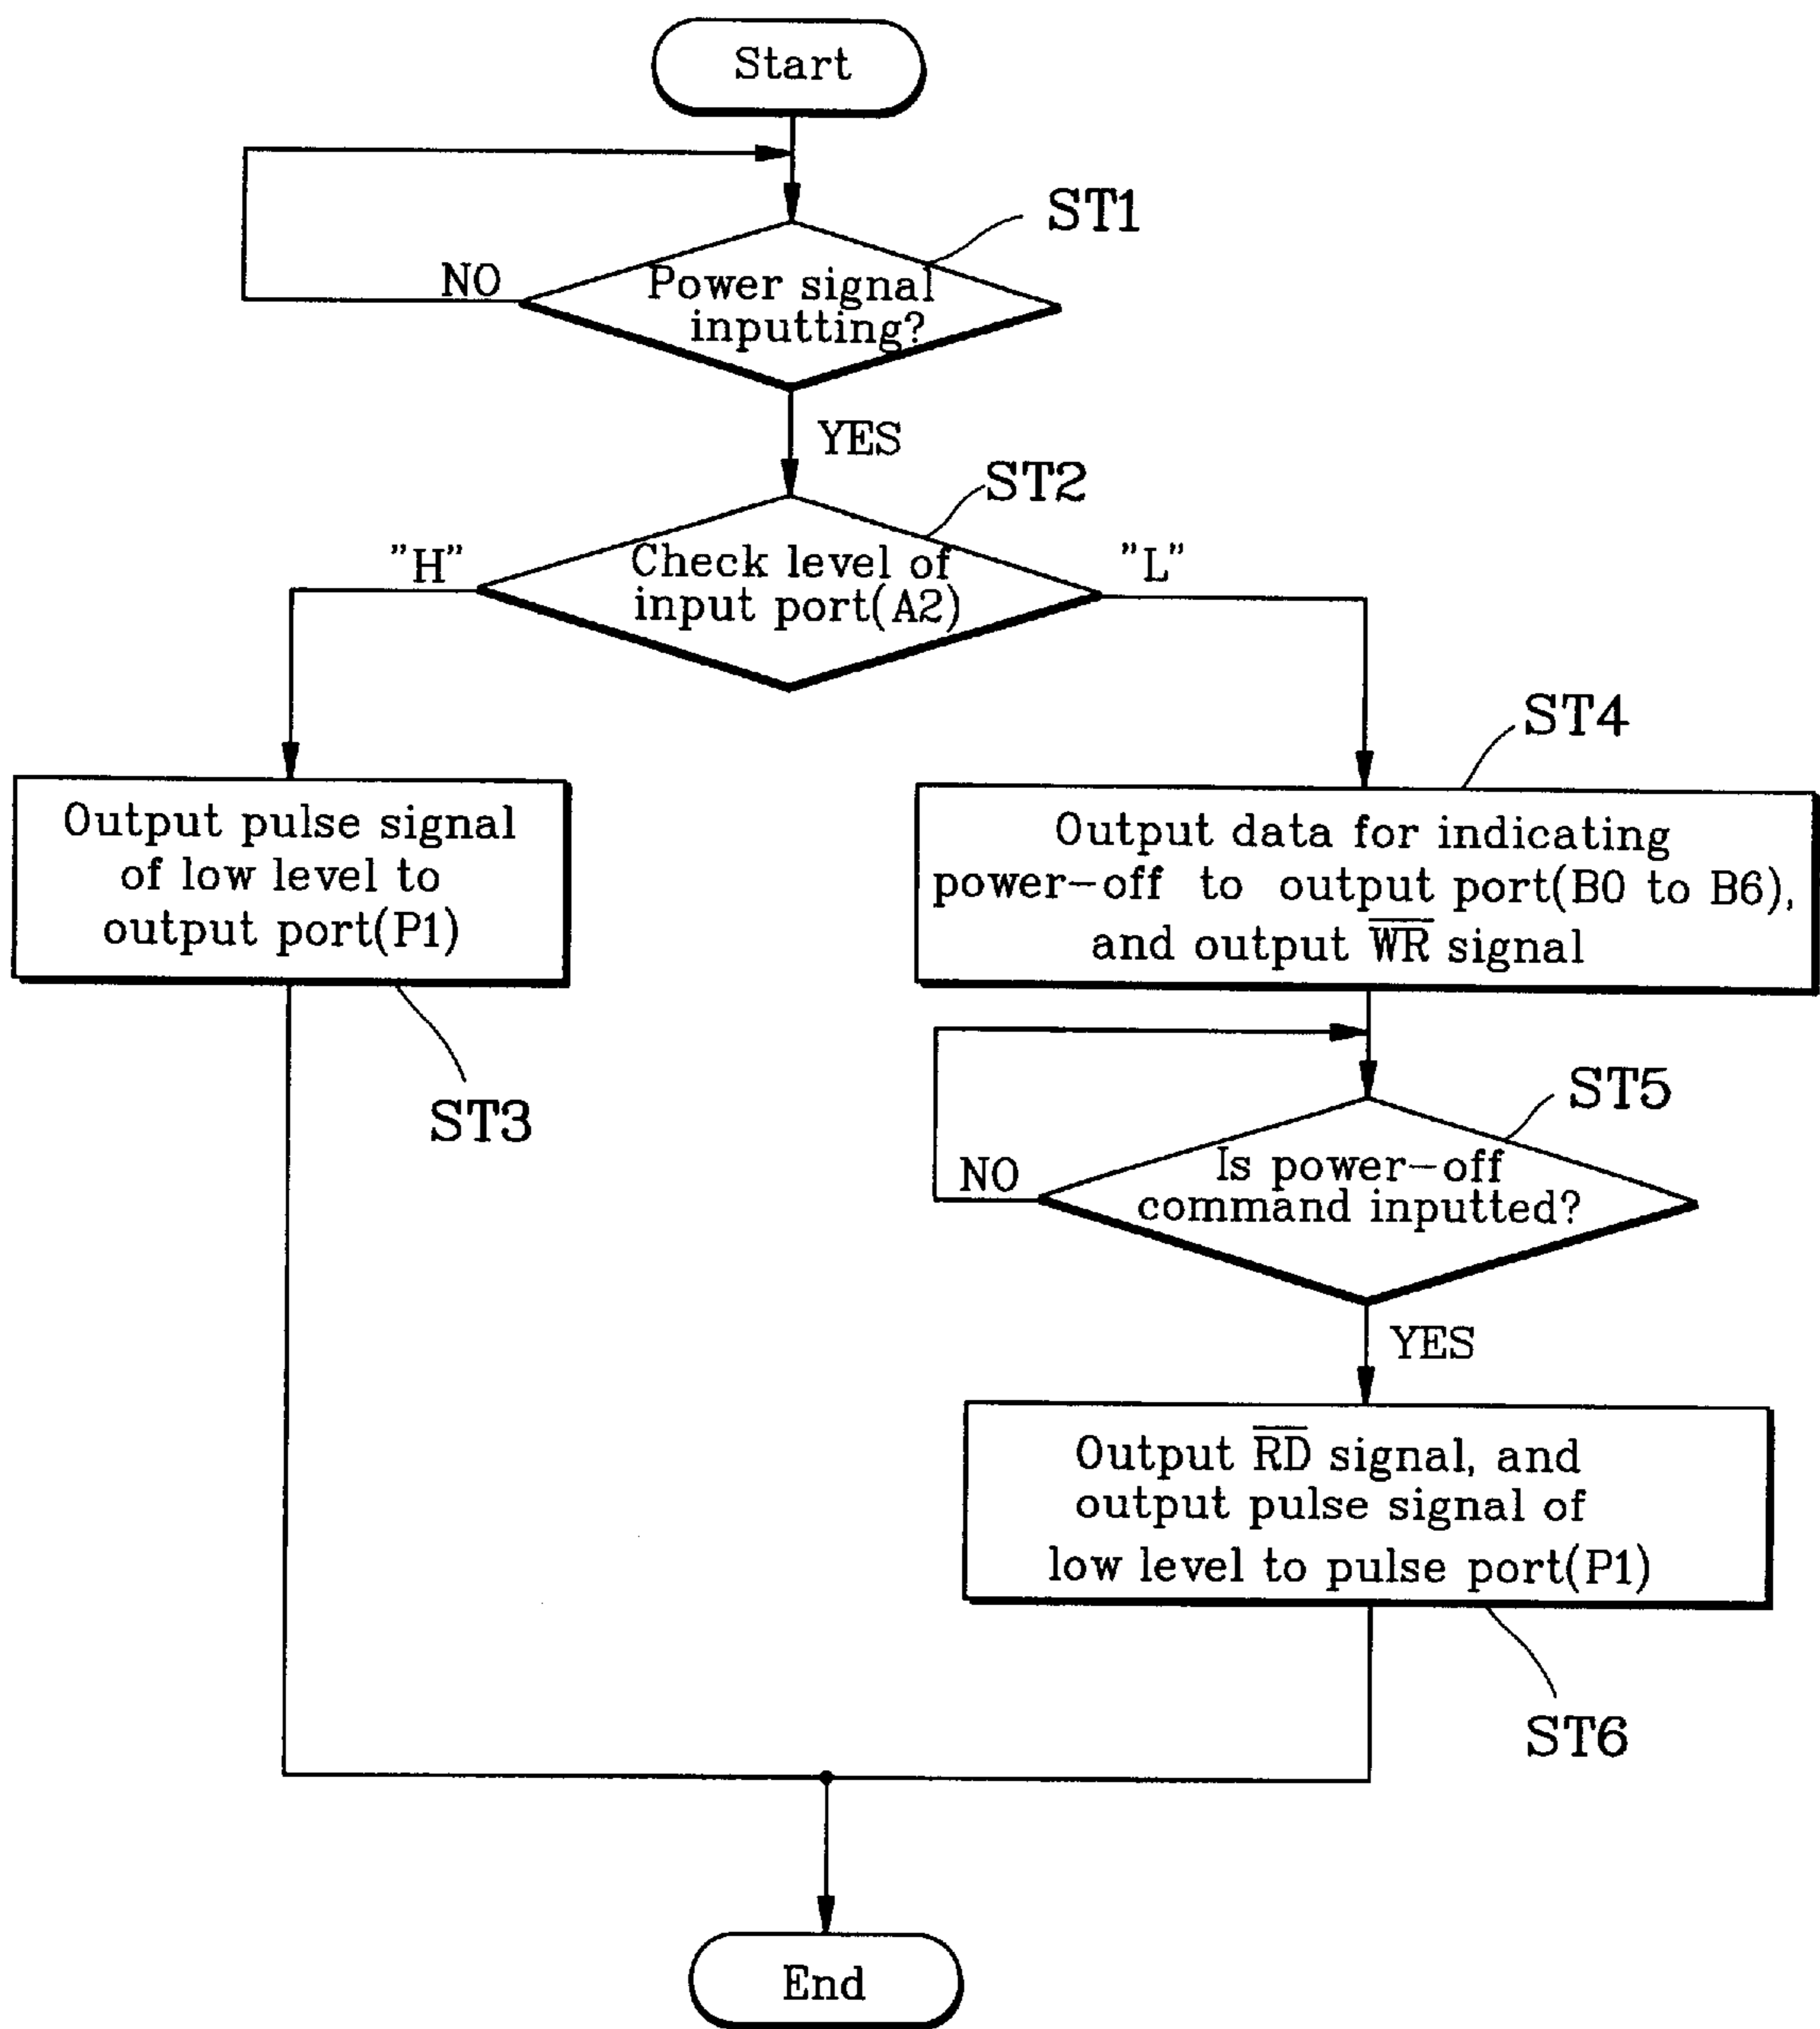 Start
ST1
NO
Power signal
inputting?
YES
ST2
"H"
Check level of
input port(A2)
"L"
ST4
Output pulse signal
of low level to
output port(P1)
ST3
Output data for indicating
power-off to output port(B0 to B6),
and output W̅R̅ signal
ST5
NO
Is power-off
command inputted?
YES
Output R̅D̅ signal, and
output pulse signal of
low level to pulse port(P1)
ST6
End